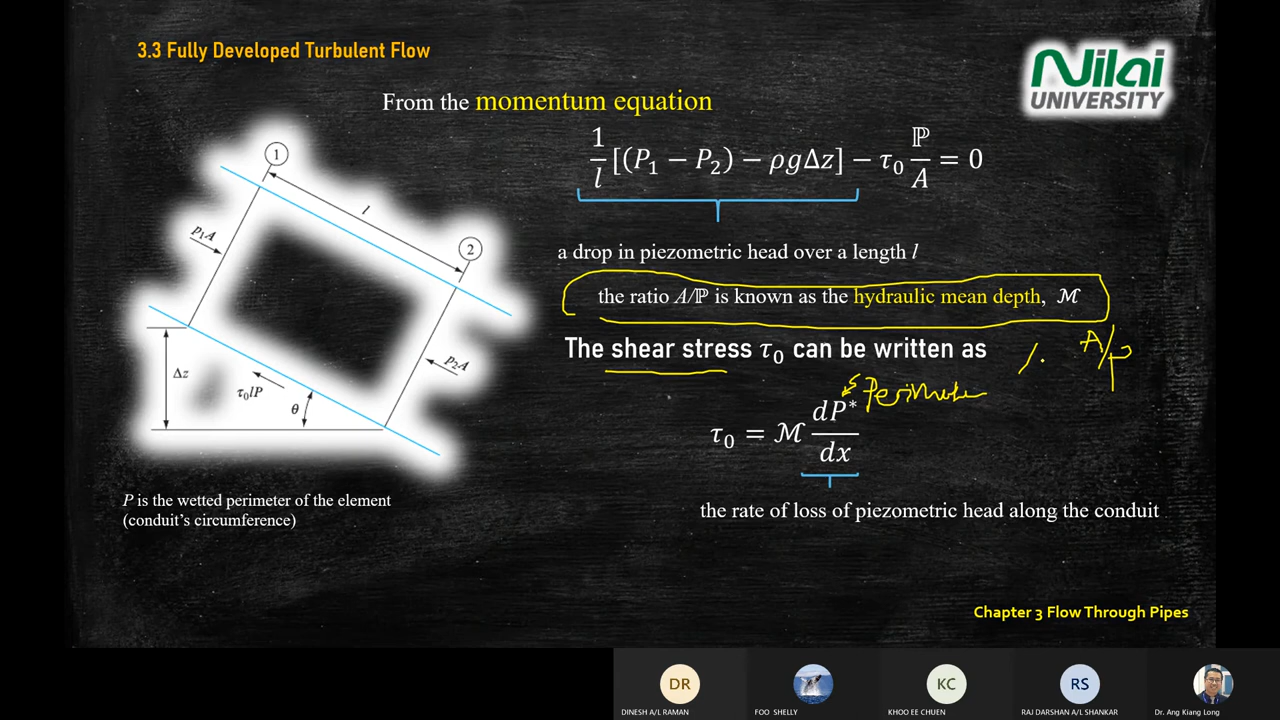 3.3 Fully Developed Turbulent Flow
Nilai
UNIVERSITY
From the momentum equation
1/l [(P₁ − P₂) − ρgΔz] − τ₀ ℙ/A = 0
1
l
2
p₁A
p₂A
Δz
τ₀lP
θ
a drop in piezometric head over a length l
the ratio A/ℙ is known as the hydraulic mean depth, ℳ
The shear stress τ₀ can be written as
A/P
Perimeter
τ₀ = ℳ dP*/dx
the rate of loss of piezometric head along the conduit
P is the wetted perimeter of the element
(conduit's circumference)
Chapter 3 Flow Through Pipes
DR
KC
RS
DINESH A/L RAMAN
FOO SHELLY
KHOO EE CHUEN
RAJ DARSHAN A/L SHANKAR
Dr. Ang Kiang Long